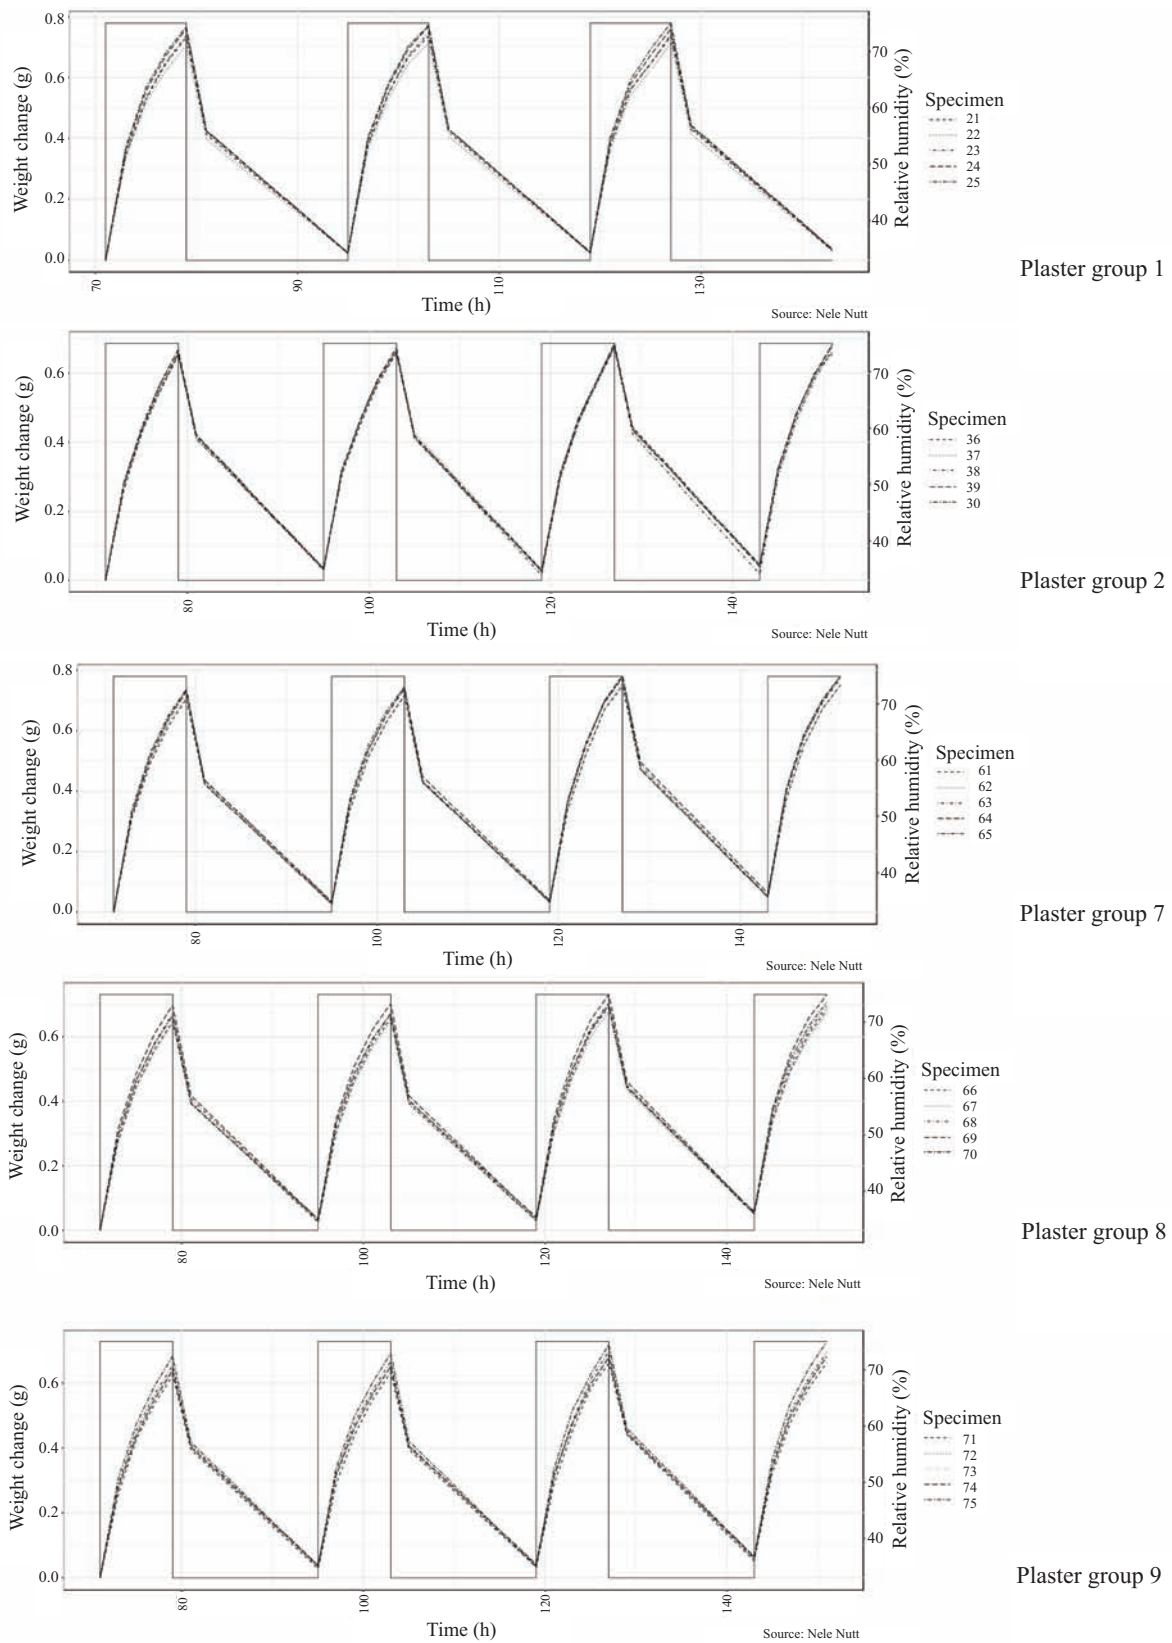 Weight change (g)
0.8
0.6
0.4
0.2
0.0
70
90
110
130
Time (h)
Relative humidity (%)
70
60
50
40
Specimen
21
22
23
24
25
Source: Nele Nutt
Plaster group 1
Weight change (g)
0.6
0.4
0.2
0.0
80
100
120
140
Time (h)
Relative humidity (%)
70
60
50
40
Specimen
36
37
38
39
30
Source: Nele Nutt
Plaster group 2
Weight change (g)
0.8
0.6
0.4
0.2
0.0
80
100
120
140
Time (h)
Relative humidity (%)
70
60
50
40
Specimen
61
62
63
64
65
Source: Nele Nutt
Plaster group 7
Weight change (g)
0.6
0.4
0.2
0.0
80
100
120
140
Time (h)
Relative humidity (%)
70
60
50
40
Specimen
66
67
68
69
70
Source: Nele Nutt
Plaster group 8
Weight change (g)
0.6
0.4
0.2
0.0
80
100
120
140
Time (h)
Relative humidity (%)
70
60
50
40
Specimen
71
72
73
74
75
Source: Nele Nutt
Plaster group 9